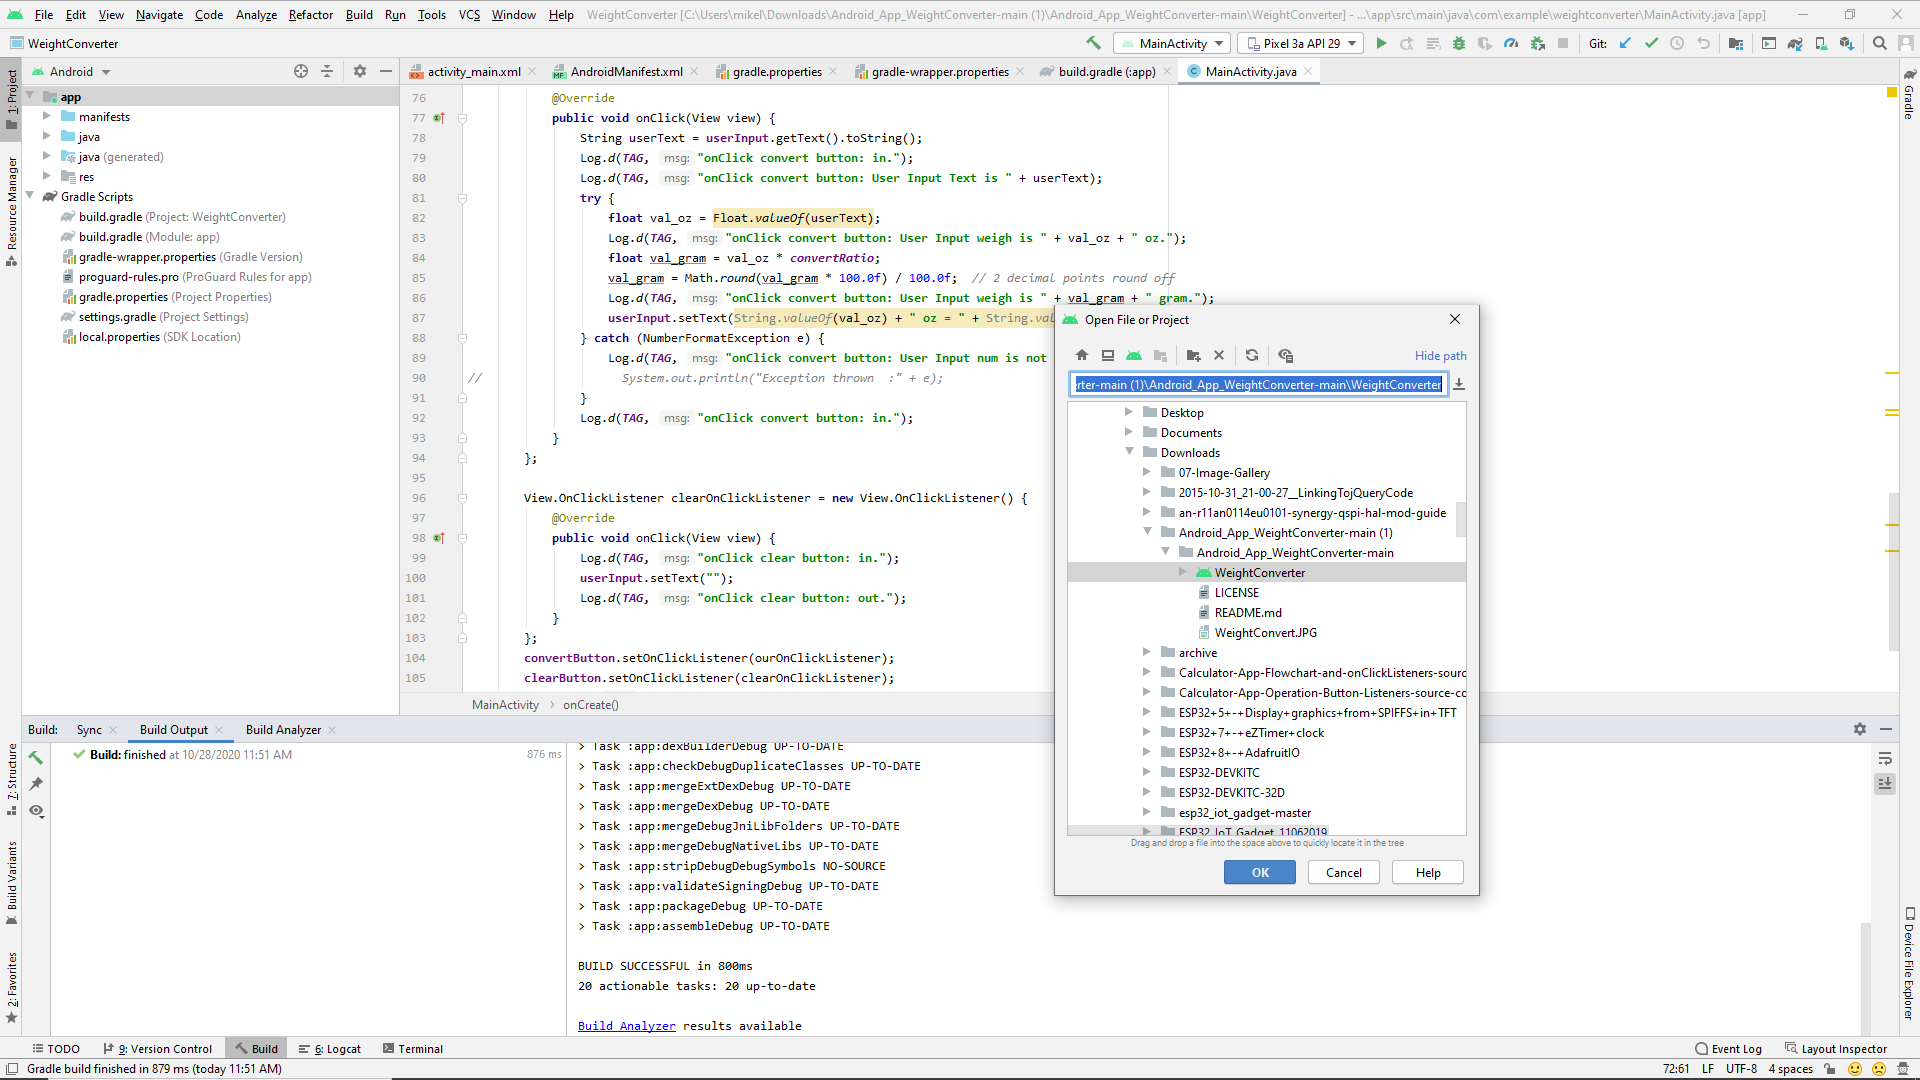 File Edit View Navigate Code Analyze Refactor Build Run Tools VCS Window Help WeightConverter [C:\Users\mikel\Downloads\Android_App_WeightConverter-main (1)\Android_App_WeightConverter-main\WeightConverter] - ...\app\src\main\java\com\example\weightconverter\MainActivity.java [app]
WeightConverter
MainActivity
Pixel 3a API 29
Git:
1: Project
Resource Manager
7: Structure
Build Variants
2: Favorites
Android
app
manifests
java
java (generated)
res
Gradle Scripts
build.gradle (Project: WeightConverter)
build.gradle (Module: app)
gradle-wrapper.properties (Gradle Version)
proguard-rules.pro (ProGuard Rules for app)
gradle.properties (Project Properties)
settings.gradle (Project Settings)
local.properties (SDK Location)
activity_main.xml AndroidManifest.xml gradle.properties gradle-wrapper.properties build.gradle (:app) MainActivity.java
76 @Override
77 public void onClick(View view) {
78 String userText = userInput.getText().toString();
79 Log.d(TAG, msg: "onClick convert button: in.");
80 Log.d(TAG, msg: "onClick convert button: User Input Text is " + userText);
81 try {
82 float val_oz = Float.valueOf(userText);
83 Log.d(TAG, msg: "onClick convert button: User Input weigh is " + val_oz + " oz.");
84 float val_gram = val_oz * convertRatio;
85 val_gram = Math.round(val_gram * 100.0f) / 100.0f; // 2 decimal points round off
86 Log.d(TAG, msg: "onClick convert button: User Input weigh is " + val_gram + " gram.");
87 userInput.setText(String.valueOf(val_oz) + " oz = " + String.val
88 } catch (NumberFormatException e) {
89 Log.d(TAG, msg: "onClick convert button: User Input num is not
90 // System.out.println("Exception thrown :" + e);
91 }
92 Log.d(TAG, msg: "onClick convert button: in.");
93 }
94 };
95
96 View.OnClickListener clearOnClickListener = new View.OnClickListener() {
97 @Override
98 public void onClick(View view) {
99 Log.d(TAG, msg: "onClick clear button: in.");
100 userInput.setText("");
101 Log.d(TAG, msg: "onClick clear button: out.");
102 }
103 };
104 convertButton.setOnClickListener(ourOnClickListener);
105 clearButton.setOnClickListener(clearOnClickListener);
MainActivity > onCreate()
Open File or Project
Hide path
rter-main (1)\Android_App_WeightConverter-main\WeightConverter
Desktop
Documents
Downloads
07-Image-Gallery
2015-10-31_21-00-27__LinkingTojQueryCode
an-r11an0114eu0101-synergy-qspi-hal-mod-guide
Android_App_WeightConverter-main (1)
Android_App_WeightConverter-main
WeightConverter
LICENSE
README.md
WeightConvert.JPG
archive
Calculator-App-Flowchart-and-onClickListeners-sourc
Calculator-App-Operation-Button-Listeners-source-cc
ESP32+5+-+Display+graphics+from+SPIFFS+in+TFT
ESP32+7+-+eZTimer+clock
ESP32+8+-+AdafruitIO
ESP32-DEVKITC
ESP32-DEVKITC-32D
esp32_iot_gadget-master
ESP32_IoT_Gadget_11062019
Drag and drop a file into the space above to quickly locate it in the tree
OK Cancel Help
Gradle
Device File Explorer
Build: Sync Build Output Build Analyzer
Build: finished at 10/28/2020 11:51 AM 876 ms
> Task :app:dexBuilderDebug UP-TO-DATE
> Task :app:checkDebugDuplicateClasses UP-TO-DATE
> Task :app:mergeExtDexDebug UP-TO-DATE
> Task :app:mergeDexDebug UP-TO-DATE
> Task :app:mergeDebugJniLibFolders UP-TO-DATE
> Task :app:mergeDebugNativeLibs UP-TO-DATE
> Task :app:stripDebugDebugSymbols NO-SOURCE
> Task :app:validateSigningDebug UP-TO-DATE
> Task :app:packageDebug UP-TO-DATE
> Task :app:assembleDebug UP-TO-DATE
BUILD SUCCESSFUL in 800ms
20 actionable tasks: 20 up-to-date
Build Analyzer results available
TODO 9: Version Control Build 6: Logcat Terminal Event Log Layout Inspector
Gradle build finished in 879 ms (today 11:51 AM) 72:61 LF UTF-8 4 spaces